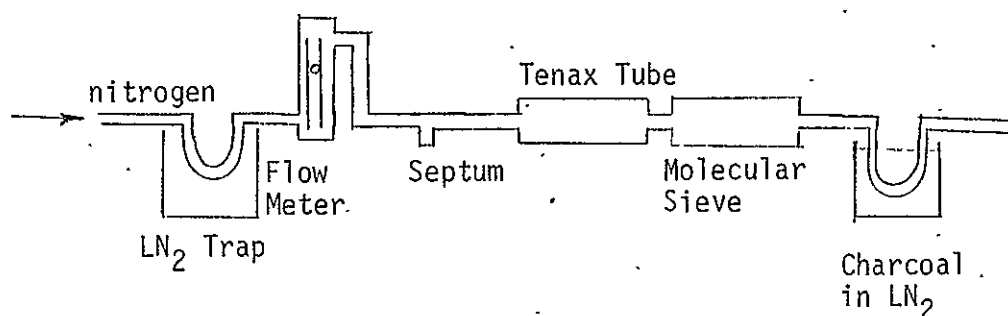 nitrogen
LN2 Trap
Flow
Meter
Septum
Tenax Tube
Molecular
Sieve
Charcoal
in LN2